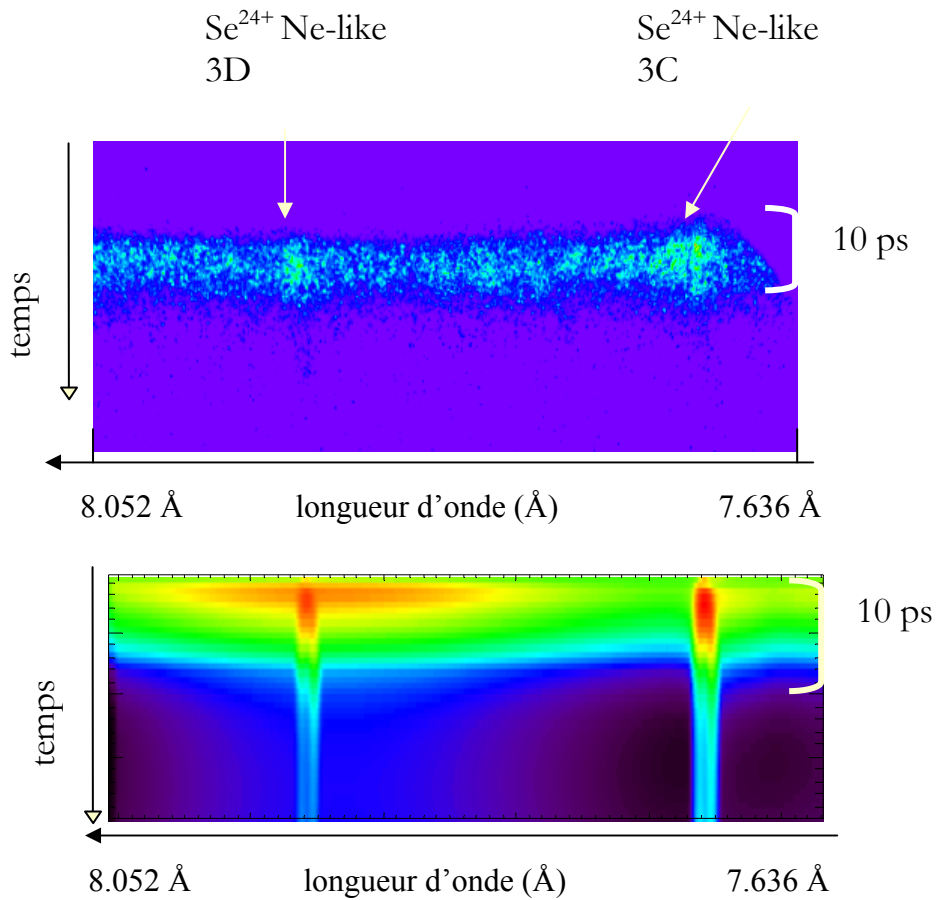 Se²⁴⁺ Ne-like
3D
Se²⁴⁺ Ne-like
3C
10 ps
temps
8.052 Å
longueur d'onde (Å)
7.636 Å
10 ps
temps
8.052 Å
longueur d'onde (Å)
7.636 Å